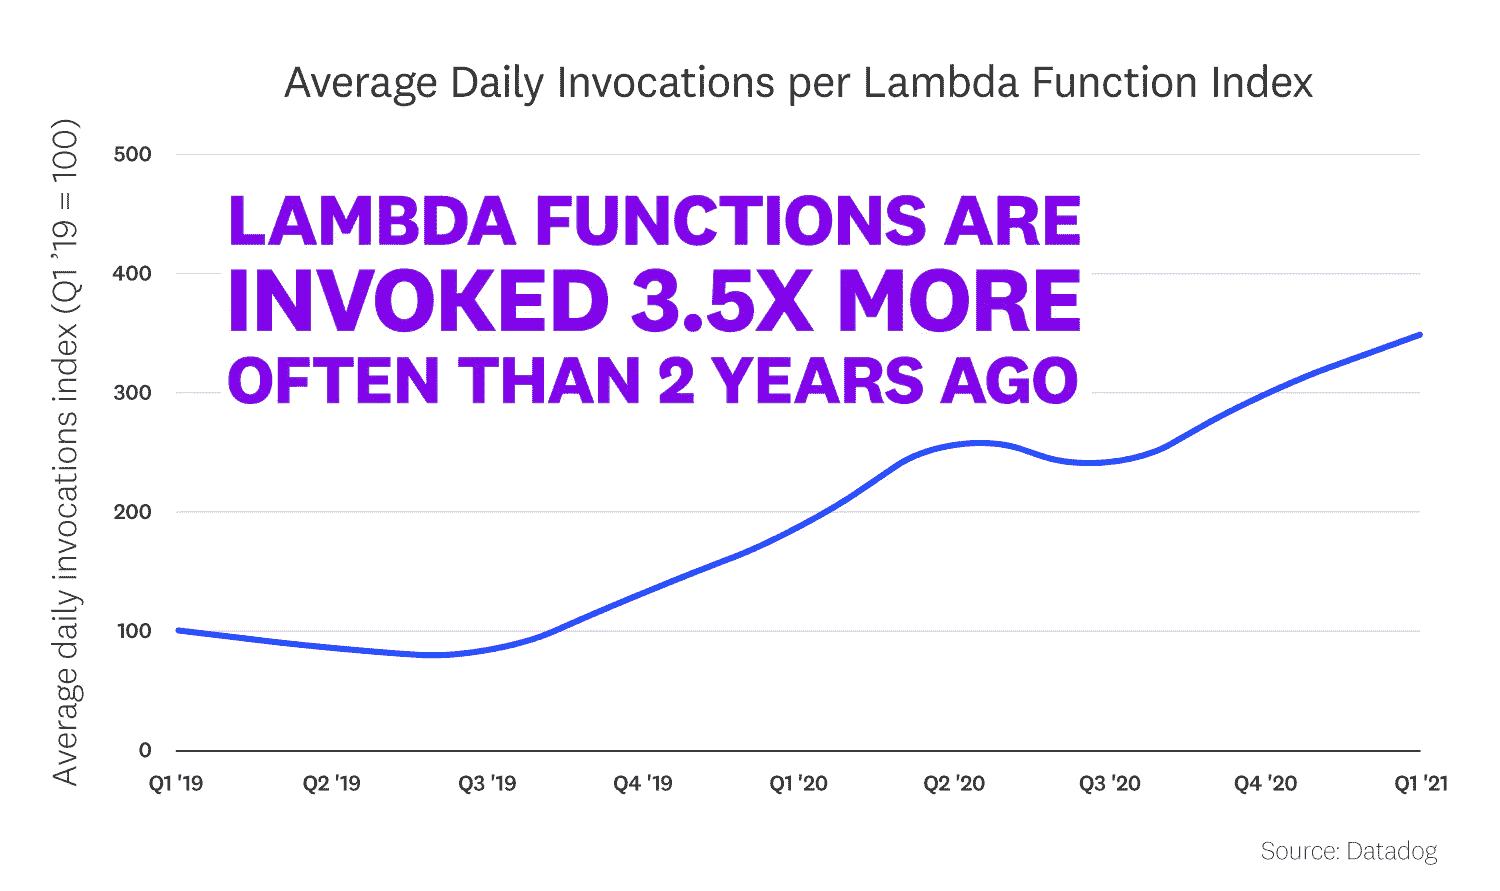 Average Daily Invocations per Lambda Function Index
Average daily invocations index (Q1 ’19 = 100)
500
400
300
200
100
0
LAMBDA FUNCTIONS ARE
INVOKED 3.5X MORE
OFTEN THAN 2 YEARS AGO
Q1 '19 Q2 '19 Q3 '19 Q4 '19 Q1 '20 Q2 '20 Q3 '20 Q4 '20 Q1 '21
Source: Datadog